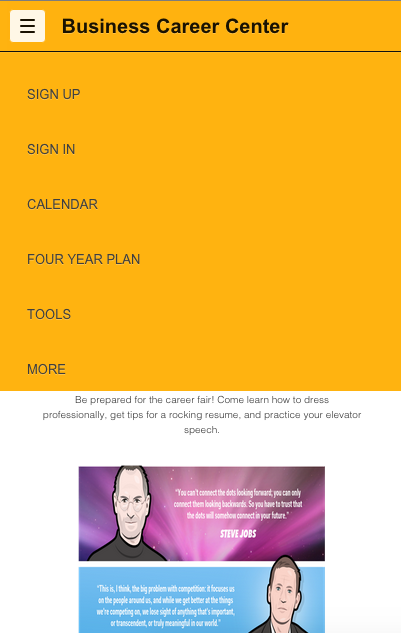 Business Career Center
SIGN UP
SIGN IN
CALENDAR
FOUR YEAR PLAN
TOOLS
MORE
Be prepared for the career fair! Come learn how to dress
professionally, get tips for a rocking resume, and practice your elevator
speech.
"You can't connect the dots looking forward; you can only
connect them looking backwards. So you have to trust that
the dots will somehow connect in your future."
STEVE JOBS
"This is, I think, the big problem with competition: it focuses us
on the people around us, and while we get better at the things
we're competing on, we lose sight of anything that's important,
or transcendent, or truly meaningful in our world."